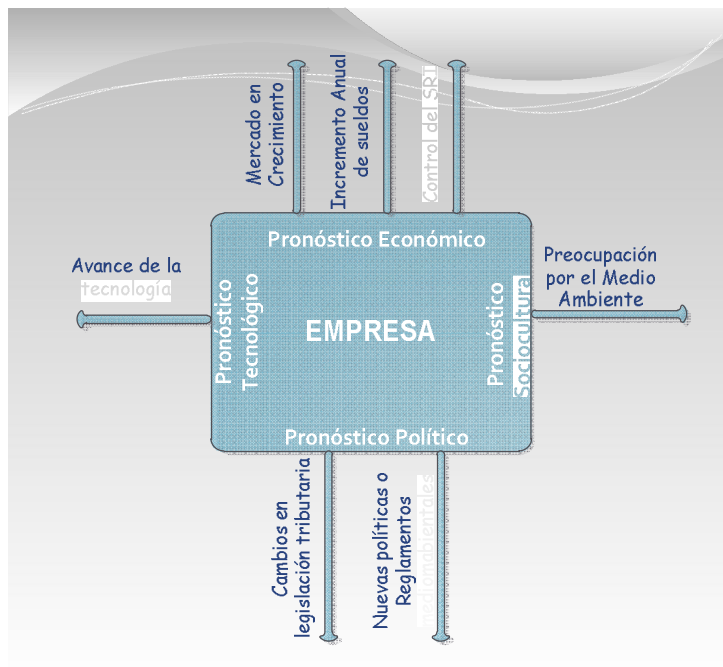 Mercado en
Crecimiento
Incremento Anual
de sueldos
Control del SRI
Pronóstico Económico
Avance de la
tecnología
Pronóstico
Tecnológico
EMPRESA
Pronóstico
Sociocultura
Preocupación
por el Medio
Ambiente
Pronóstico Político
Cambios en
legislación tributaria
Nuevas políticas o
Reglamentos
mediomabientales